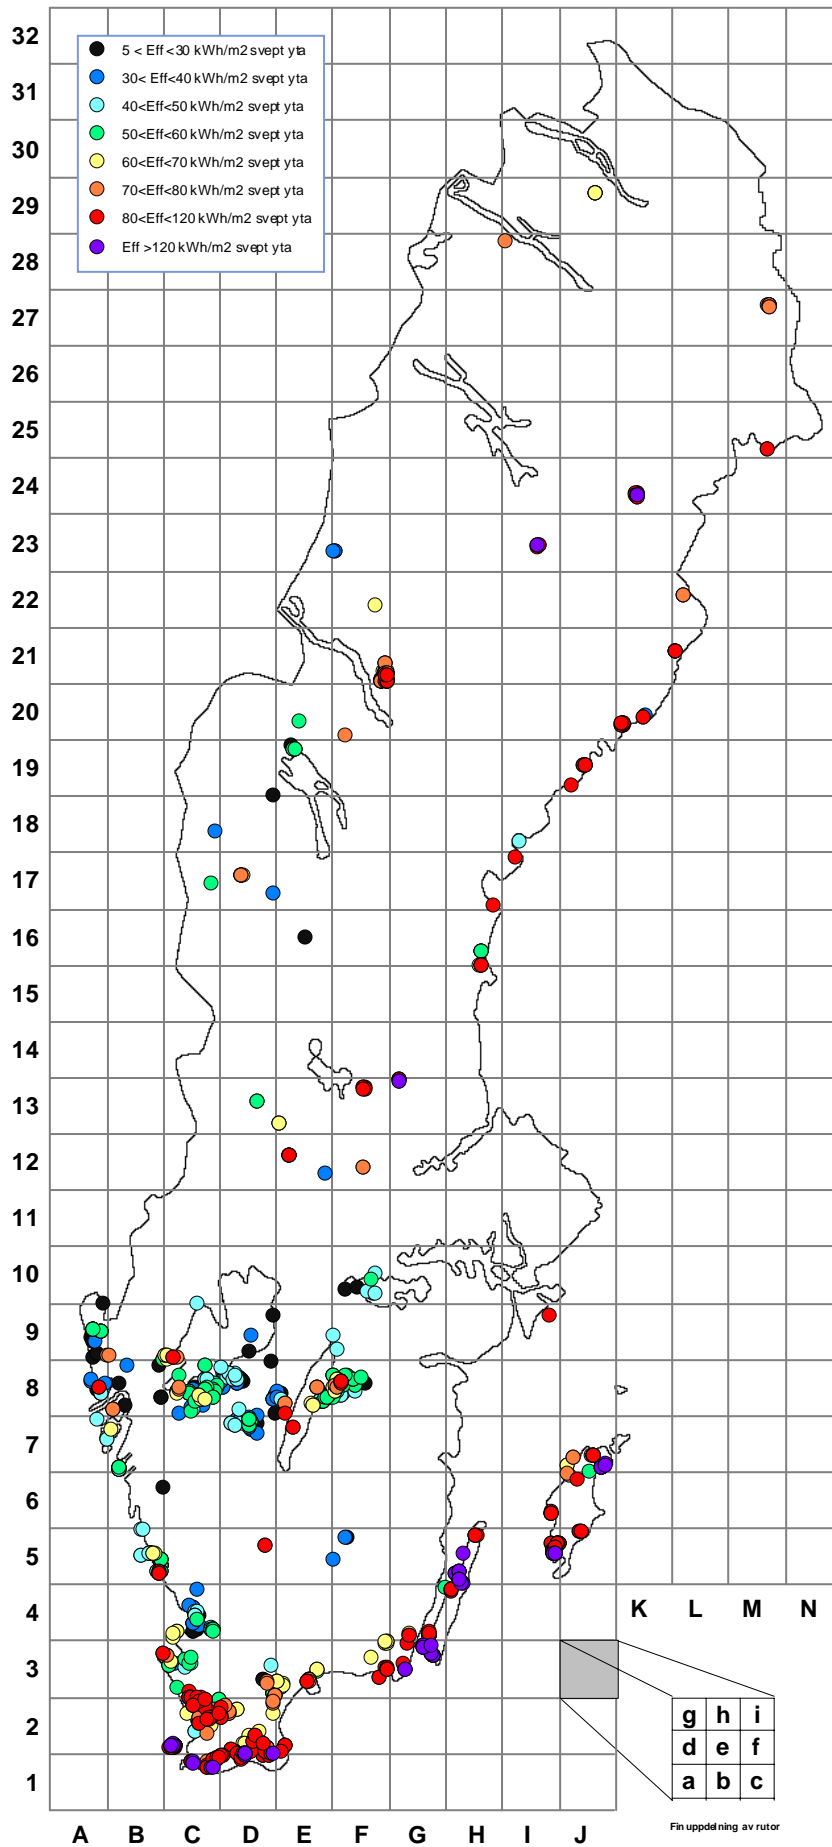 32
5 < Eff <30 kWh/m2 svept yta
30< Eff<40 kWh/m2 svept yta
31
40<Eff<50 kWh/m2 svept yta
50<Eff<60 kWh/m2 svept yta
30
60<Eff<70 kWh/m2 svept yta
70<Eff<80 kWh/m2 svept yta
29
80<Eff<120 kWh/m2 svept yta
Eff >120 kWh/m2 svept yta
28
27
26
25
24
23
22
21
20
19
18
17
16
15
14
13
12
11
10
9
8
7
6
5
4
K L M N
3
g h i
2
d e f
1
a b c
Fin uppdelning av rutor
A B C D E F G H I J